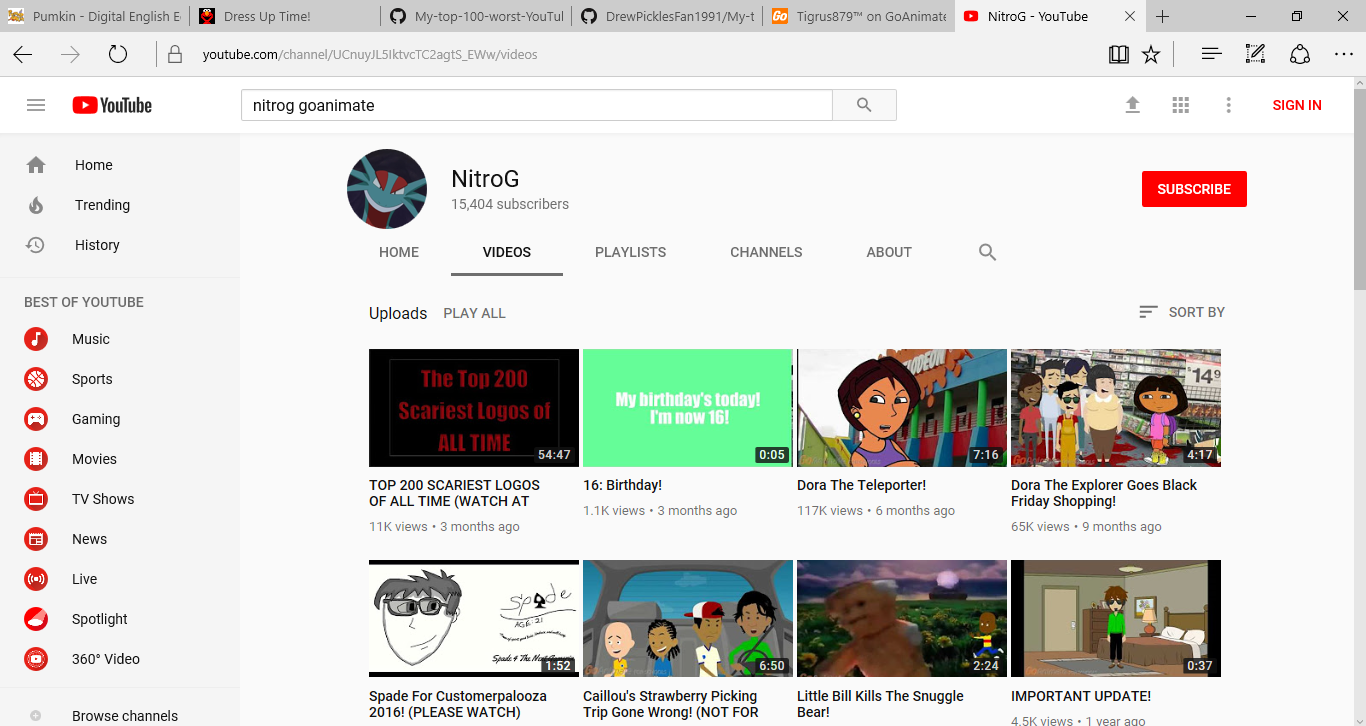 Pumkin - Digital English E
Dress Up Time!
My-top-100-worst-YouTul
DrewPicklesFan1991/My-t
Go Tigrus879™ on GoAnimate
NitroG - YouTube
youtube.com/channel/UCnuyJL5IktvcTC2agtS_EWw/videos
YouTube
nitrog goanimate
SIGN IN
Home
Trending
History
BEST OF YOUTUBE
Music
Sports
Gaming
Movies
TV Shows
News
Live
Spotlight
360° Video
Browse channels
NitroG
15,404 subscribers
SUBSCRIBE
HOME VIDEOS PLAYLISTS CHANNELS ABOUT
Uploads PLAY ALL
SORT BY
The Top 200
Scariest Logos of
ALL TIME
54:47
TOP 200 SCARIEST LOGOS
OF ALL TIME (WATCH AT
11K views • 3 months ago
My birthday's today!
I'm now 16!
0:05
16: Birthday!
1.1K views • 3 months ago
7:16
Dora The Teleporter!
117K views • 6 months ago
$14.9
4:17
Dora The Explorer Goes Black
Friday Shopping!
65K views • 9 months ago
Spade
AGE: 21
Spade 4 The Next
1:52
Spade For Customerpalooza
2016! (PLEASE WATCH)
6:50
Caillou's Strawberry Picking
Trip Gone Wrong! (NOT FOR
2:24
Little Bill Kills The Snuggle
Bear!
0:37
IMPORTANT UPDATE!
4.5K views • 1 year ago